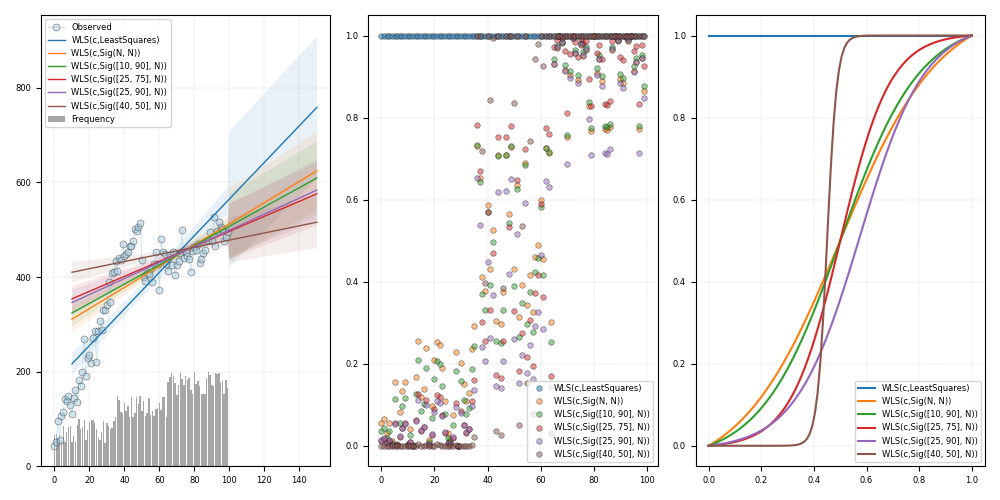 Observed
WLS(c,LeastSquares)
WLS(c,Sig(N, N))
WLS(c,Sig([10, 90], N))
WLS(c,Sig([25, 75], N))
WLS(c,Sig([25, 90], N))
WLS(c,Sig([40, 50], N))
Frequency
800
600
400
200
0
0 20 40 60 80 100 120 140
1.0
0.8
0.6
0.4
0.2
0.0
WLS(c,LeastSquares)
WLS(c,Sig(N, N))
WLS(c,Sig([10, 90], N))
WLS(c,Sig([25, 75], N))
WLS(c,Sig([25, 90], N))
WLS(c,Sig([40, 50], N))
0 20 40 60 80 100
1.0
0.8
0.6
0.4
0.2
0.0
WLS(c,LeastSquares)
WLS(c,Sig(N, N))
WLS(c,Sig([10, 90], N))
WLS(c,Sig([25, 75], N))
WLS(c,Sig([25, 90], N))
WLS(c,Sig([40, 50], N))
0.0 0.2 0.4 0.6 0.8 1.0